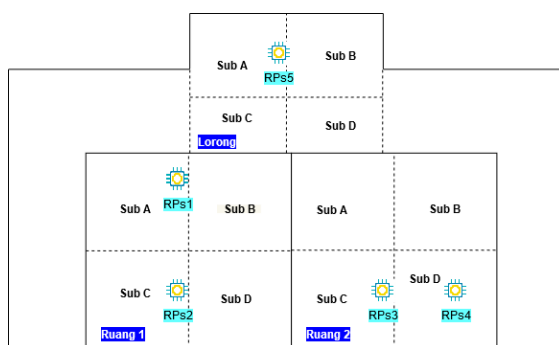 Sub A
Sub B
RPs5
Sub C
Sub D
Lorong
RPs1
Sub A
Sub B
Sub A
Sub B
Sub C
RPs2
Sub D
Sub C
RPs3
Sub D
RPs4
Ruang 1
Ruang 2